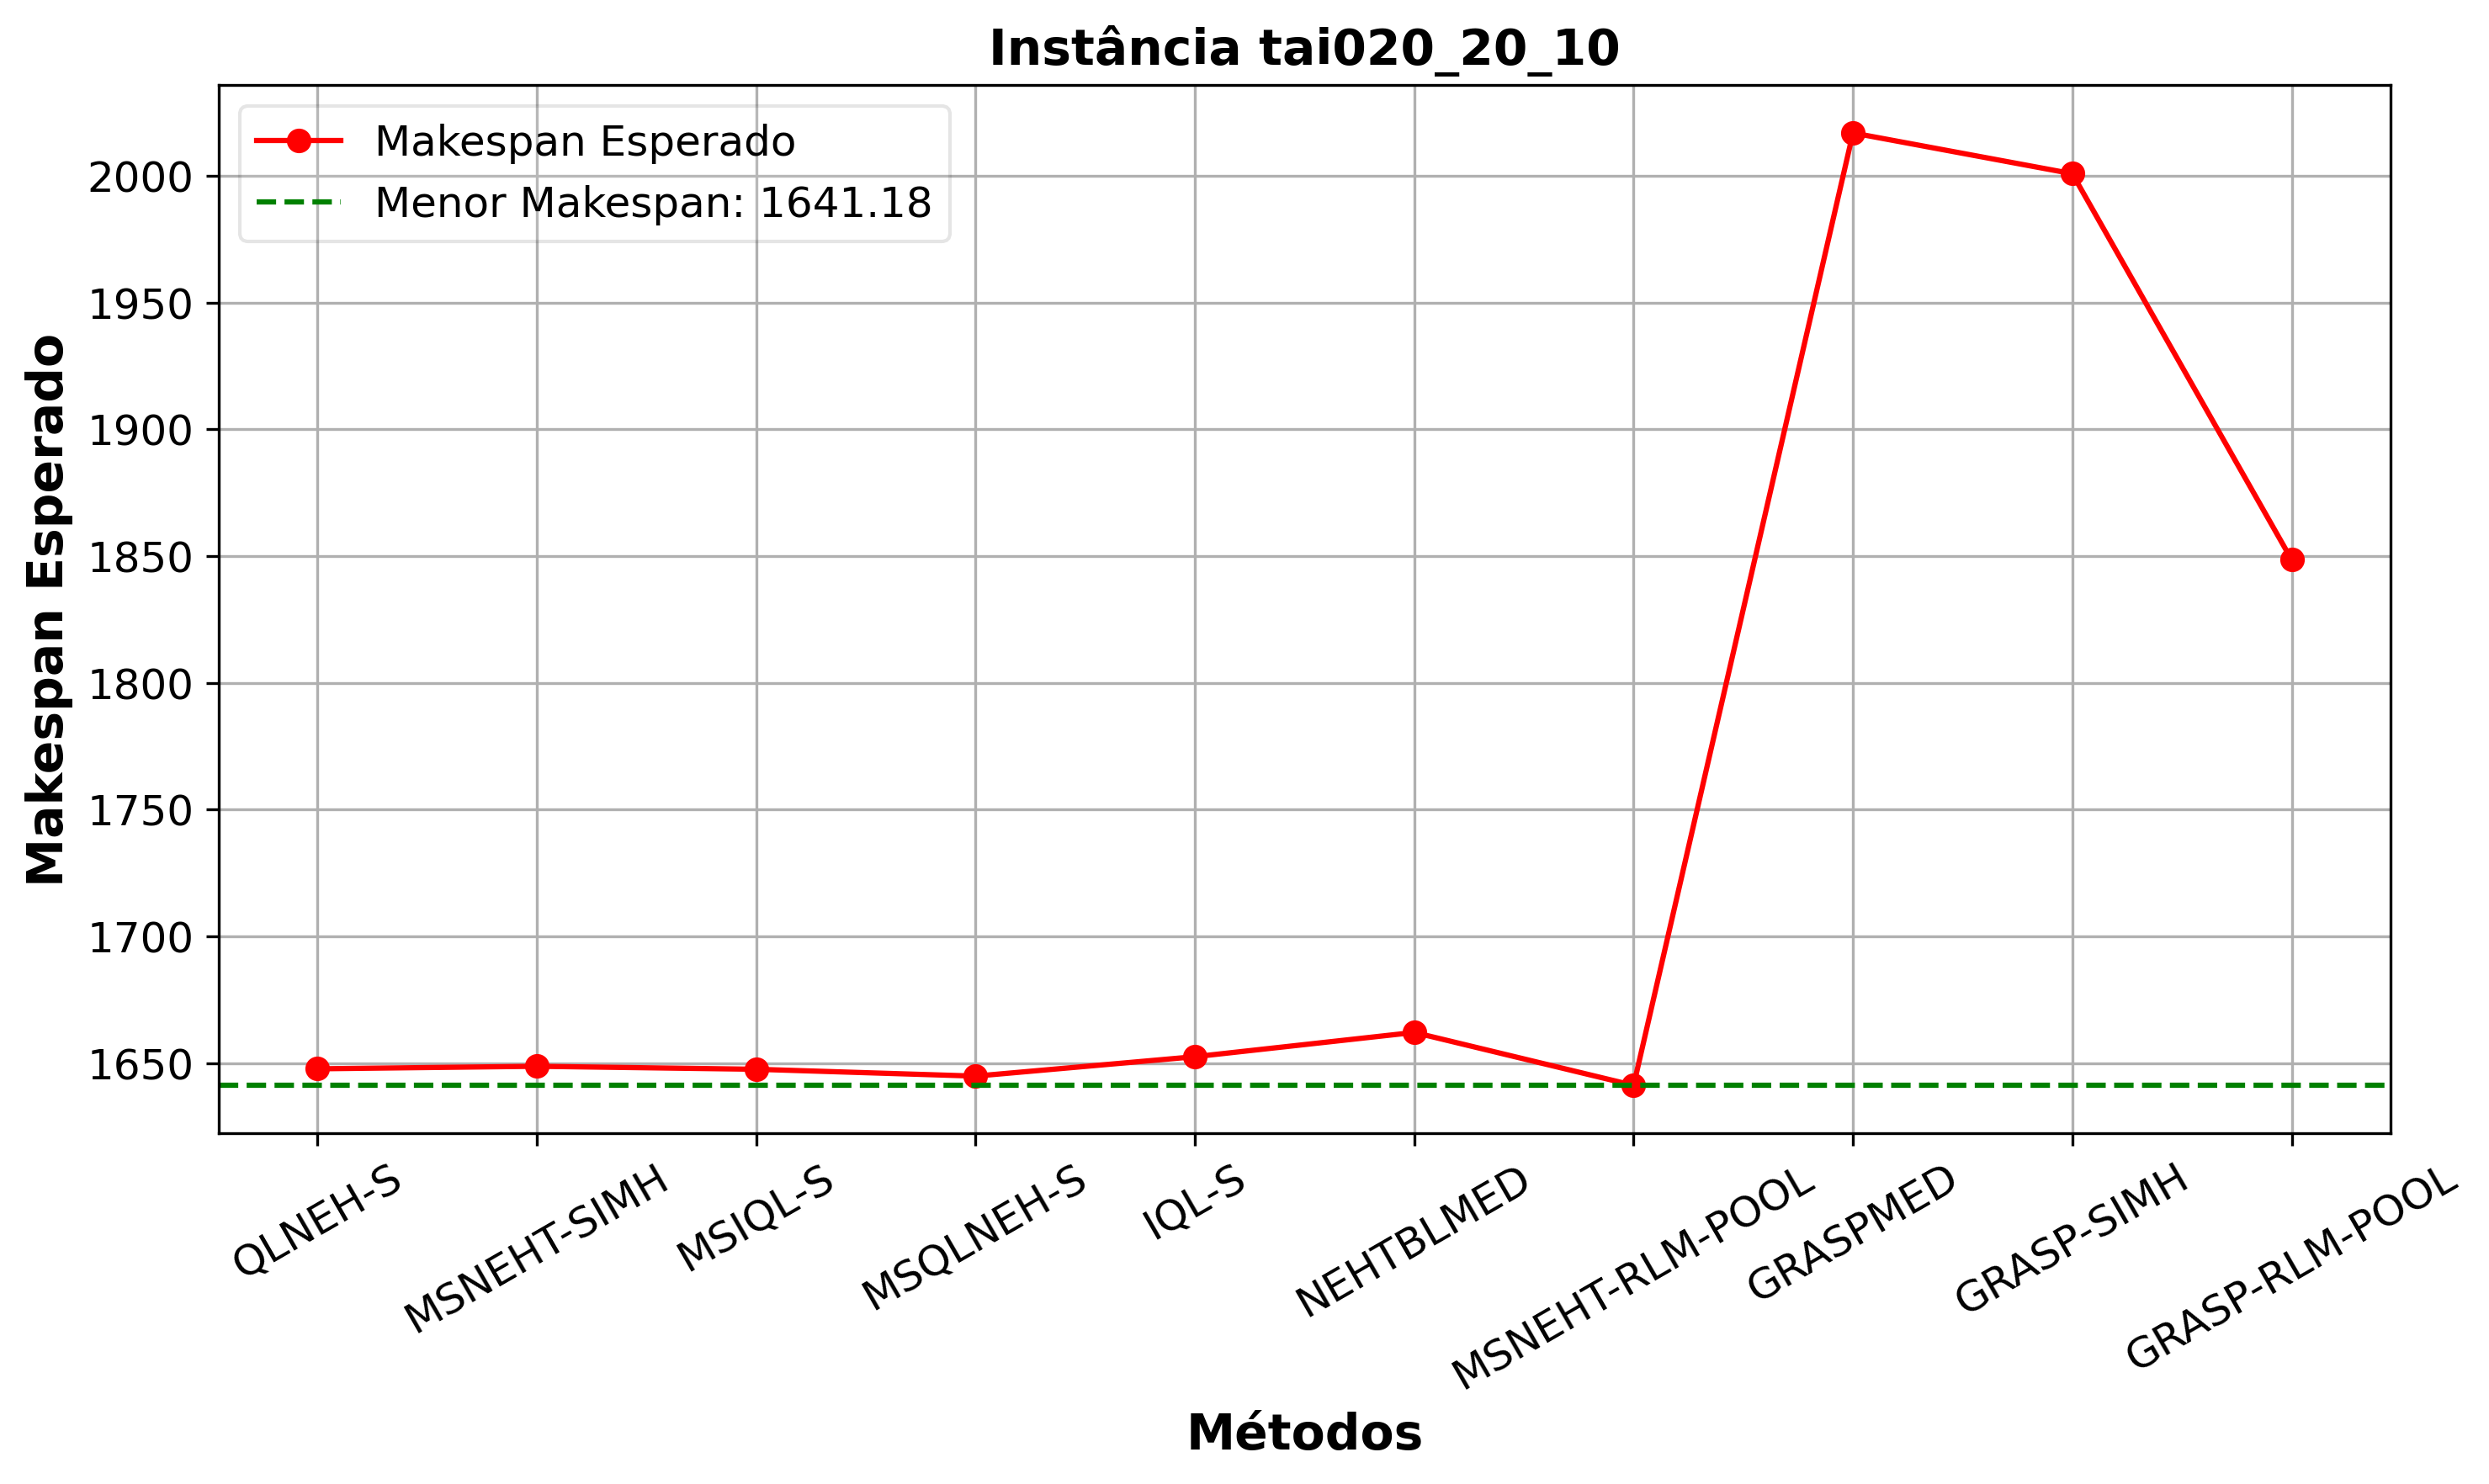 Instância tai020_20_10
Makespan Esperado
Menor Makespan: 1641.18
Makespan Esperado
2000
1950
1900
1850
1800
1750
1700
1650
QLNEH-S
MSNEHT-SIMH
MSIQL-S
MSQLNEH-S
IQL-S
NEHTBLMED
MSNEHT-RLM-POOL
GRASPMED
GRASP-SIMH
GRASP-RLM-POOL
Métodos